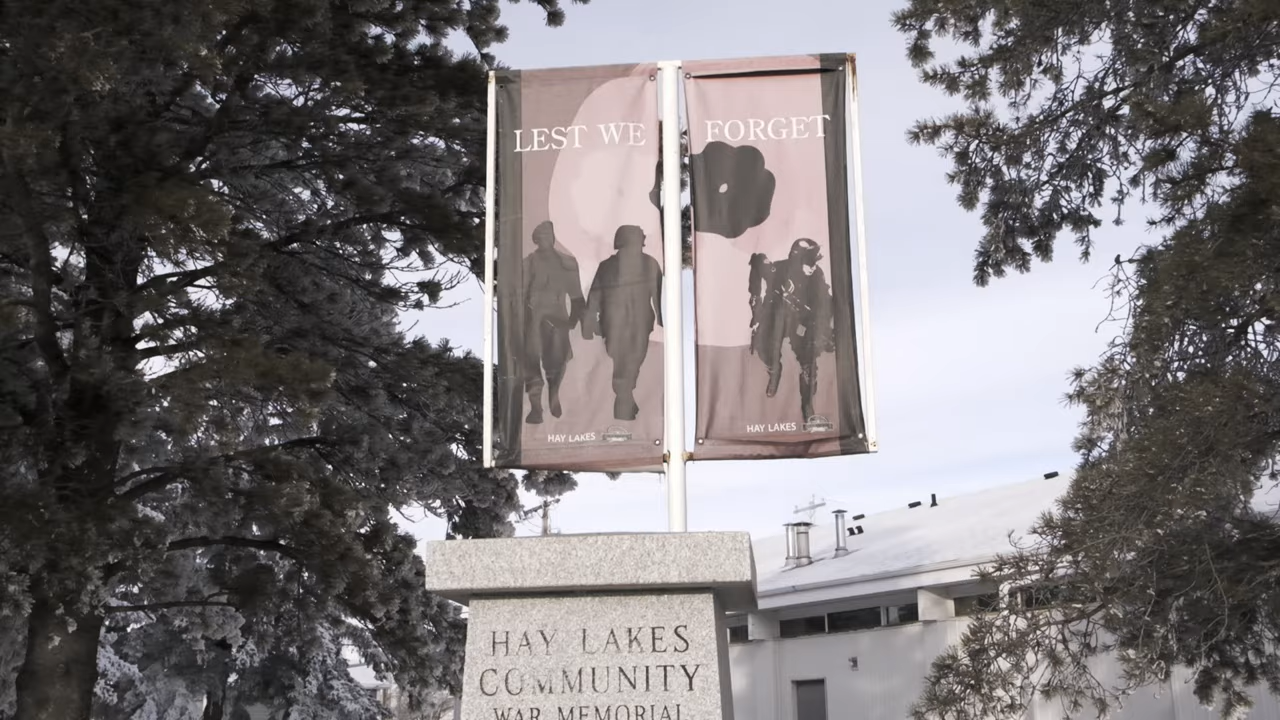 LEST WE FORGET
HAY LAKES
HAY LAKES
HAY LAKES
COMMUNITY
WAR MEMORIAL